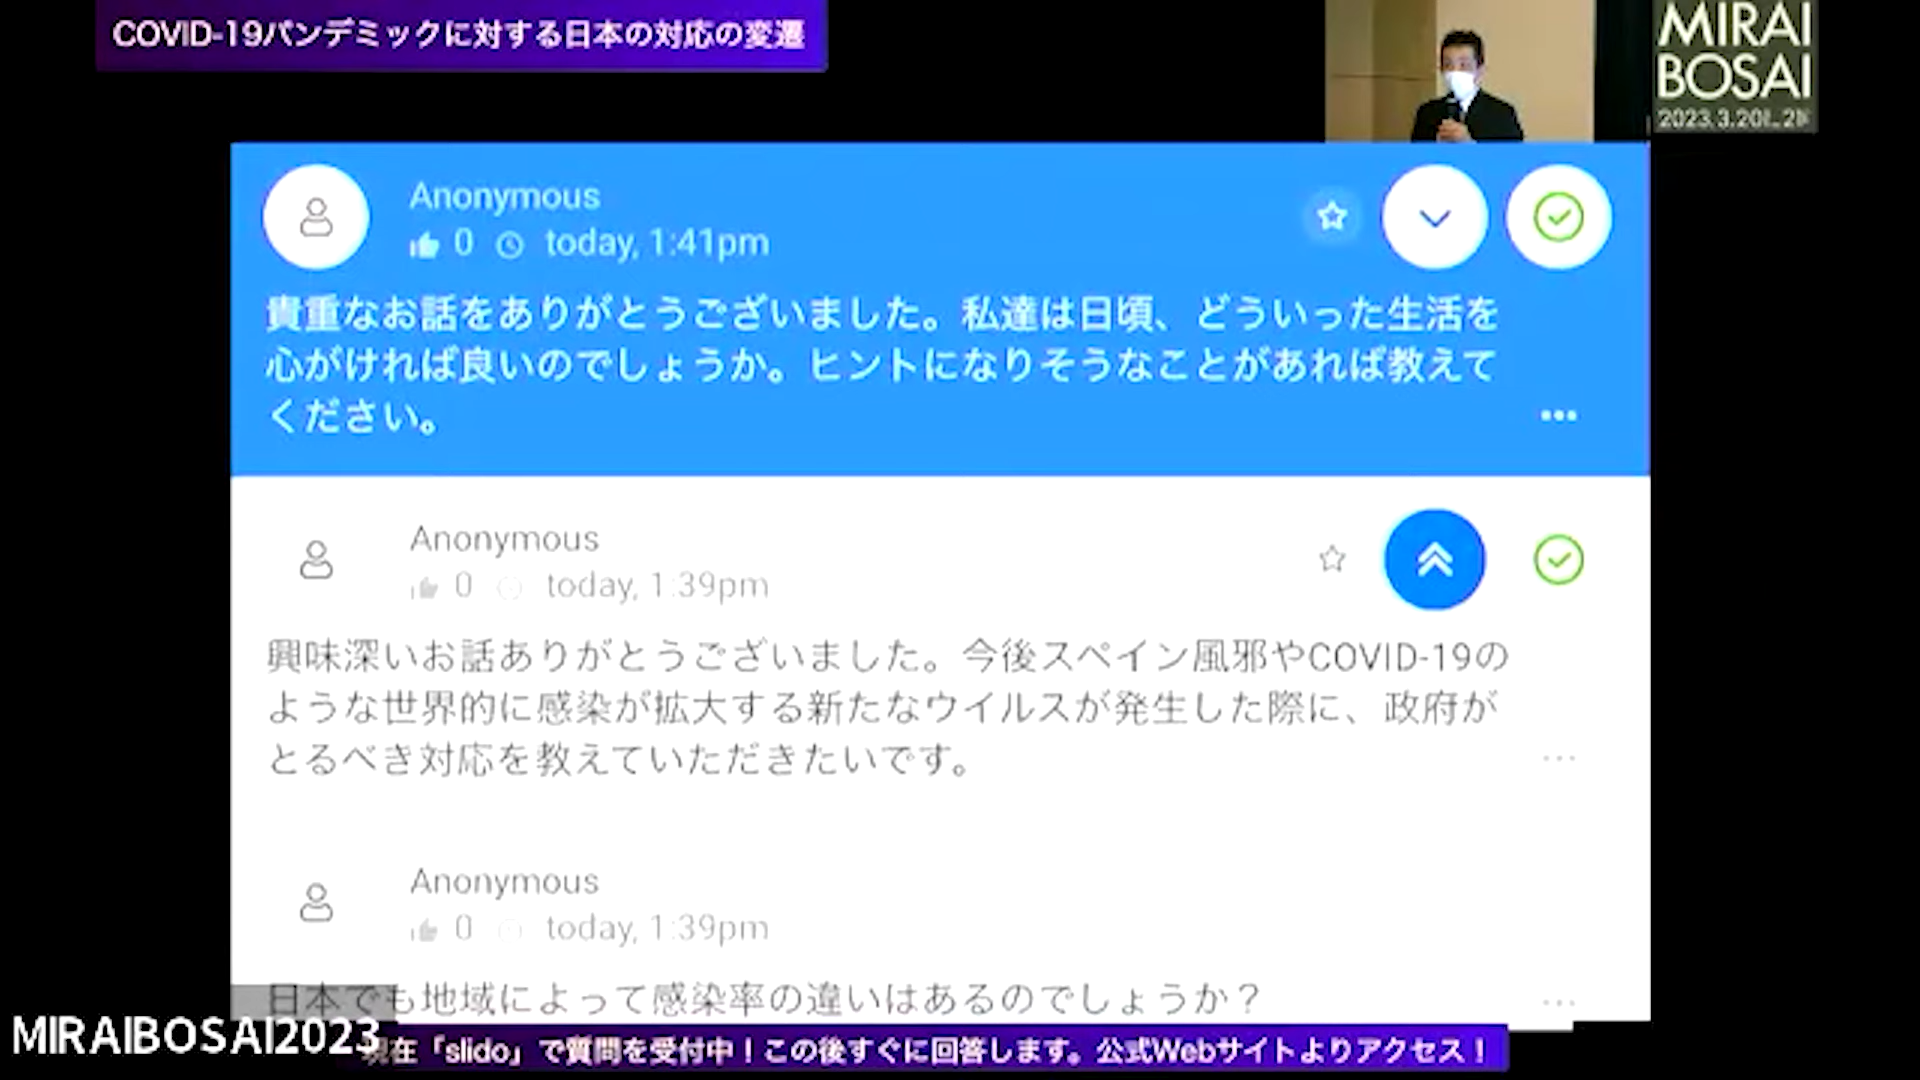 COVID-19パンデミックに対する日本の対応の変遷
MIRAI
BOSAI
Anonymous
0 today, 1:41pm
貴重なお話をありがとうございました。私達は日頃、どういった生活を
心がければ良いのでしょうか。ヒントになりそうなことがあれば教えて
ください。
Anonymous
0 today, 1:39pm
興味深いお話ありがとうございました。今後スペイン風邪やCOVID-19の
ような世界的に感染が拡大する新たなウイルスが発生した際に、政府が
とるべき対応を教えていただきたいです。
Anonymous
0 today, 1:39pm
日本でも地域によって感染率の違いはあるのでしょうか？
MIRAIBOSAI2023
現在「slido」で質問を受付中！この後すぐに回答します。公式Webサイトよりアクセス！